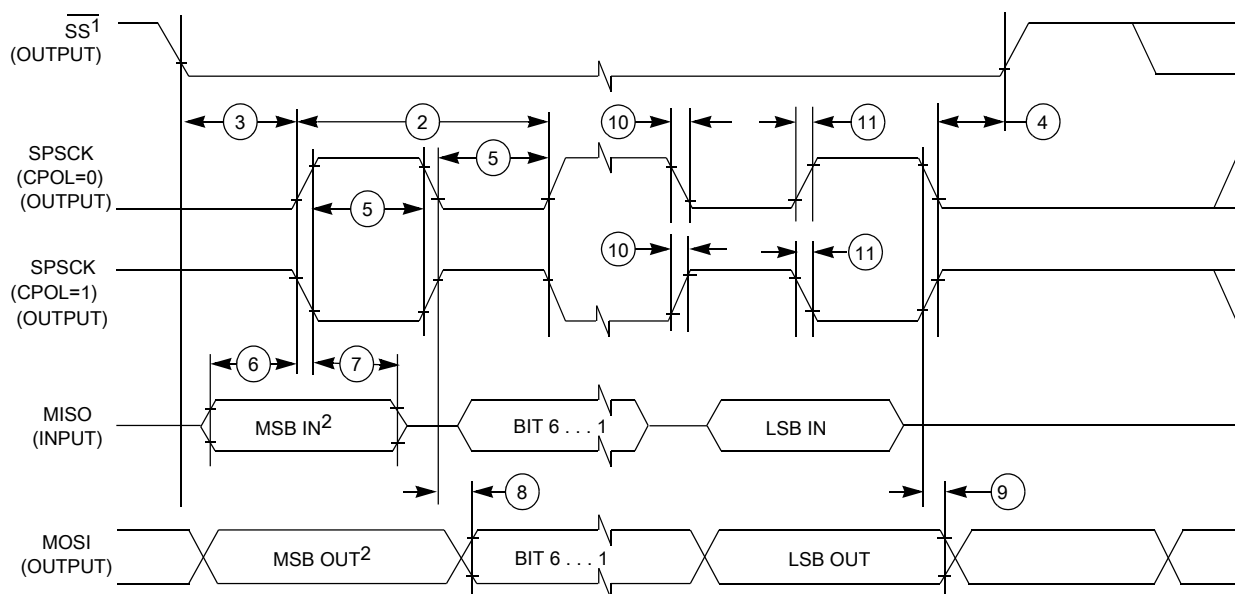 SS1
(OUTPUT)
3
2
10
11
4
SPSCK
(CPOL=0)
(OUTPUT)
5
5
10
11
SPSCK
(CPOL=1)
(OUTPUT)
6
7
MISO
(INPUT)
MSB IN2
BIT 6 . . . 1
LSB IN
8
9
MOSI
(OUTPUT)
MSB OUT2
BIT 6 . . . 1
LSB OUT